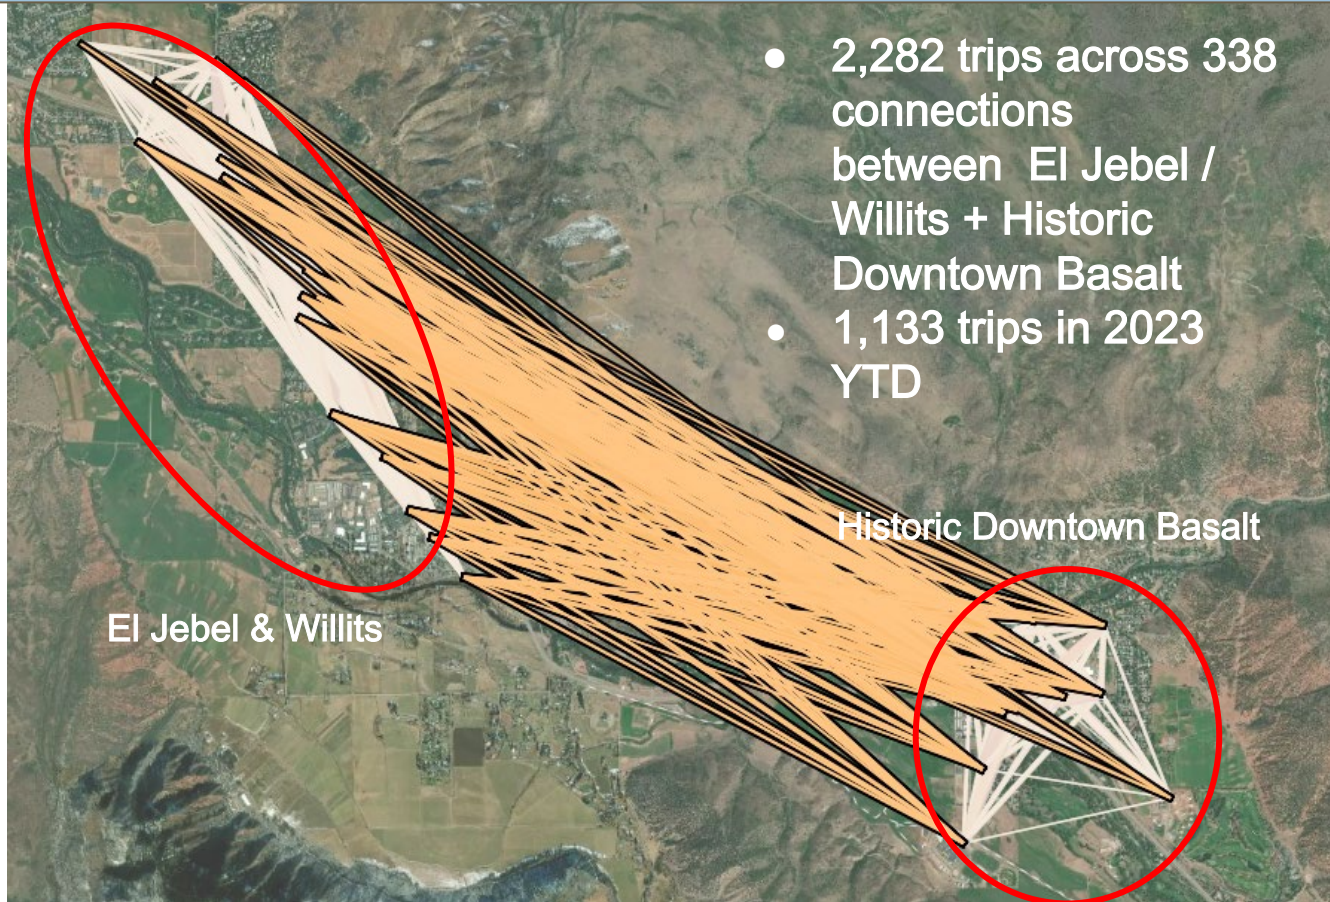 ● 2,282 trips across 338
connections
between El Jebel /
Willits + Historic
Downtown Basalt
● 1,133 trips in 2023
YTD
Historic Downtown Basalt
El Jebel & Willits